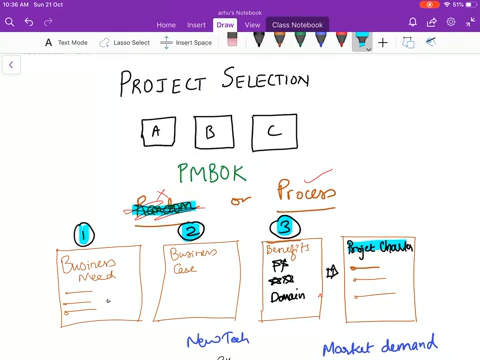 10:36 AM Sun 21 Oct
51%
arhu's Notebook
Home Insert Draw View Class Notebook
Text Mode Lasso Select Insert Space
PROJECT SELECTION
A B C
PMBOK
Random or Process
1 2 3
Business Need
Business Case
Benefits
Domain
Project Charter
New Tech
Market demand